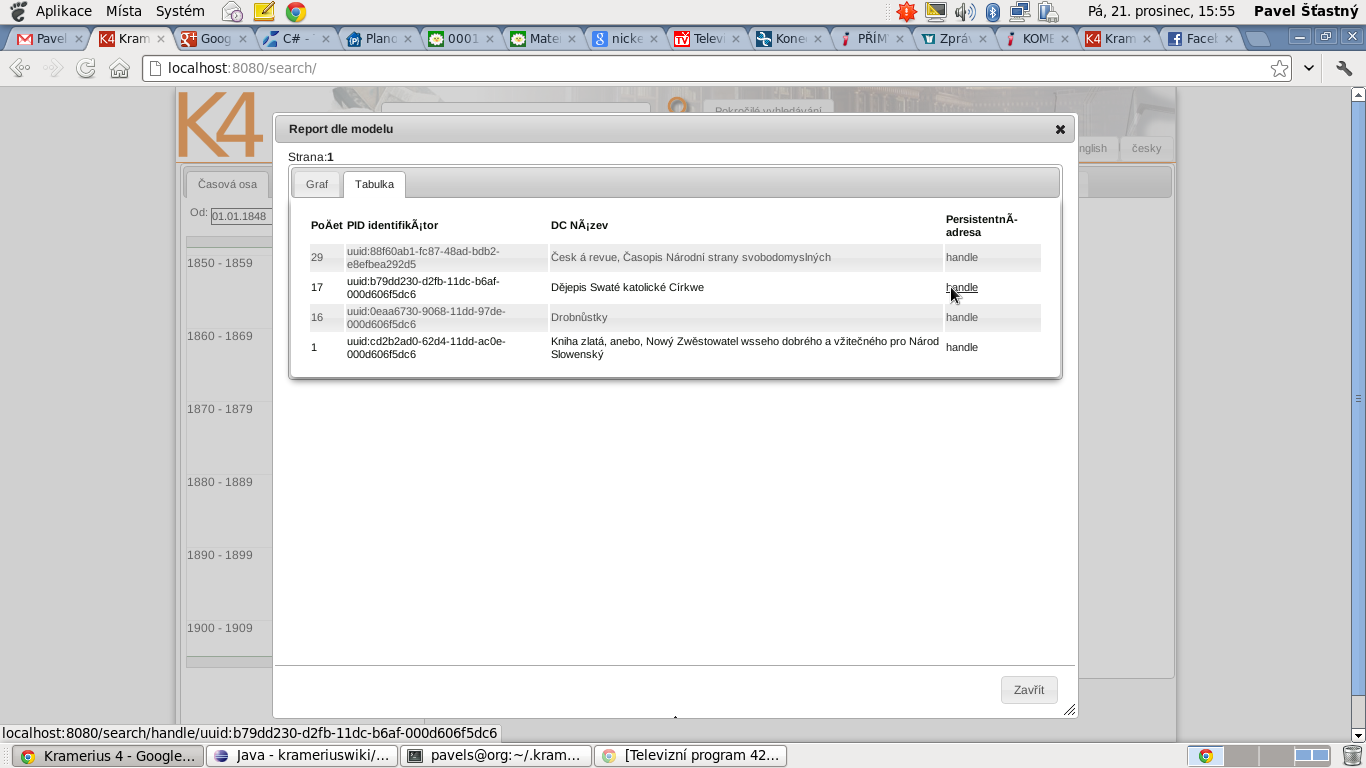 Aplikace Místa Systém Pá, 21. prosinec, 15:55 Pavel Šťastný
Pavel Kram Goog C# - Plano 0001 Mater nicke Televi Kone PŘÍM Zpráv KOME Kram Facel
localhost:8080/search/
K4
Pokročilé vyhledávání
Report dle modelu
Strana:1
nglish česky
Časová osa
Graf Tabulka
Od: 01.01.1848
PoÄet PID identifikÃ¡tor DC NÃ¡zev PersistentnÃ-
adresa
29 uuid:88f60ab1-fc87-48ad-bdb2-
e8efbea292d5 Česk á revue, Časopis Národní strany svobodomyslných handle
17 uuid:b79dd230-d2fb-11dc-b6af-
000d606f5dc6 Dějepis Swaté katolické Církwe handle
16 uuid:0eaa6730-9068-11dd-97de-
000d606f5dc6 Drobnůstky handle
1 uuid:cd2b2ad0-62d4-11dd-ac0e-
000d606f5dc6 Kniha zlatá, anebo, Nový Zwěstowatel wsseho dobrého a vžitečného pro Národ
Slowenský handle
1850 - 1859
1860 - 1869
1870 - 1879
1880 - 1889
1890 - 1899
1900 - 1909
Zavřít
localhost:8080/search/handle/uuid:b79dd230-d2fb-11dc-b6af-000d606f5dc6
Kramerius 4 - Google... Java - krameriuswiki/... pavels@org:~/.kram... [Televizní program 42...